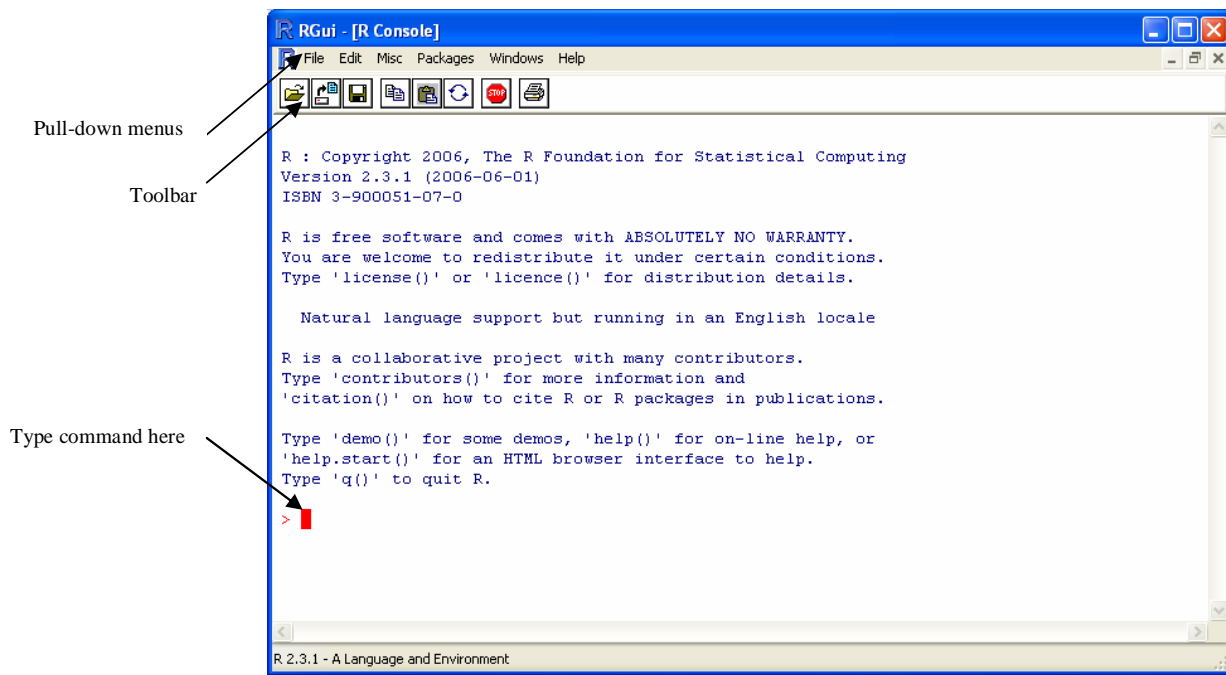 RGui - [R Console]
File Edit Misc Packages Windows Help
STOP
Pull-down menus
Toolbar
R : Copyright 2006, The R Foundation for Statistical Computing
Version 2.3.1 (2006-06-01)
ISBN 3-900051-07-0
R is free software and comes with ABSOLUTELY NO WARRANTY.
You are welcome to redistribute it under certain conditions.
Type 'license()' or 'licence()' for distribution details.
Natural language support but running in an English locale
R is a collaborative project with many contributors.
Type 'contributors()' for more information and
'citation()' on how to cite R or R packages in publications.
Type 'demo()' for some demos, 'help()' for on-line help, or
'help.start()' for an HTML browser interface to help.
Type 'q()' to quit R.
Type command here
>
R 2.3.1 - A Language and Environment